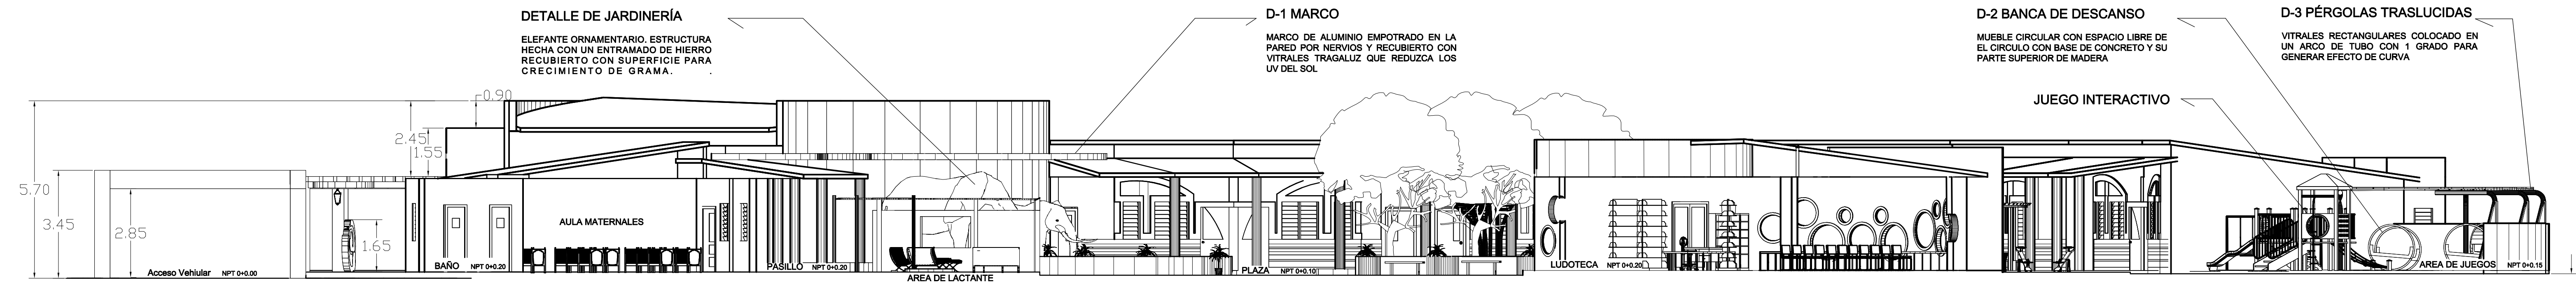 DETALLE DE JARDINERÍA
ELEFANTE ORNAMENTARIO. ESTRUCTURA
HECHA CON UN ENTRAMADO DE HIERRO
RECUBIERTO CON SUPERFICIE PARA
CRECIMIENTO DE GRAMA. .
D-1 MARCO
MARCO DE ALUMINIO EMPOTRADO EN LA
PARED POR NERVIOS Y RECUBIERTO CON
VITRALES TRAGALUZ QUE REDUZCA LOS
UV DEL SOL
D-2 BANCA DE DESCANSO
MUEBLE CIRCULAR CON ESPACIO LIBRE DE
EL CIRCULO CON BASE DE CONCRETO Y SU
PARTE SUPERIOR DE MADERA
D-3 PÉRGOLAS TRASLUCIDAS
VITRALES RECTANGULARES COLOCADO EN
UN ARCO DE TUBO CON 1 GRADO PARA
GENERAR EFECTO DE CURVA
JUEGO INTERACTIVO
0.90
2.45
1.55
5.70
3.45
2.85
1.65
AULA MATERNALES
Acceso Vehiular NPT 0+0.00
BAÑO NPT 0+0.20
PASILLO NPT 0+0.20
AREA DE LACTANTE
PLAZA NPT 0+0.10
LUDOTECA NPT 0+0.20
AREA DE JUEGOS NPT 0+0.15